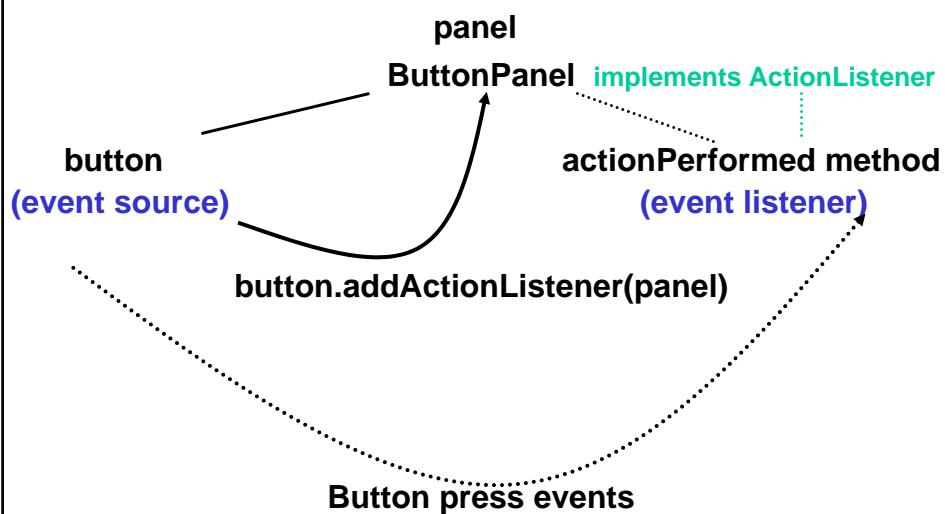 panel
ButtonPanel implements ActionListener
button
(event source)
actionPerformed method
(event listener)
button.addActionListener(panel)
Button press events